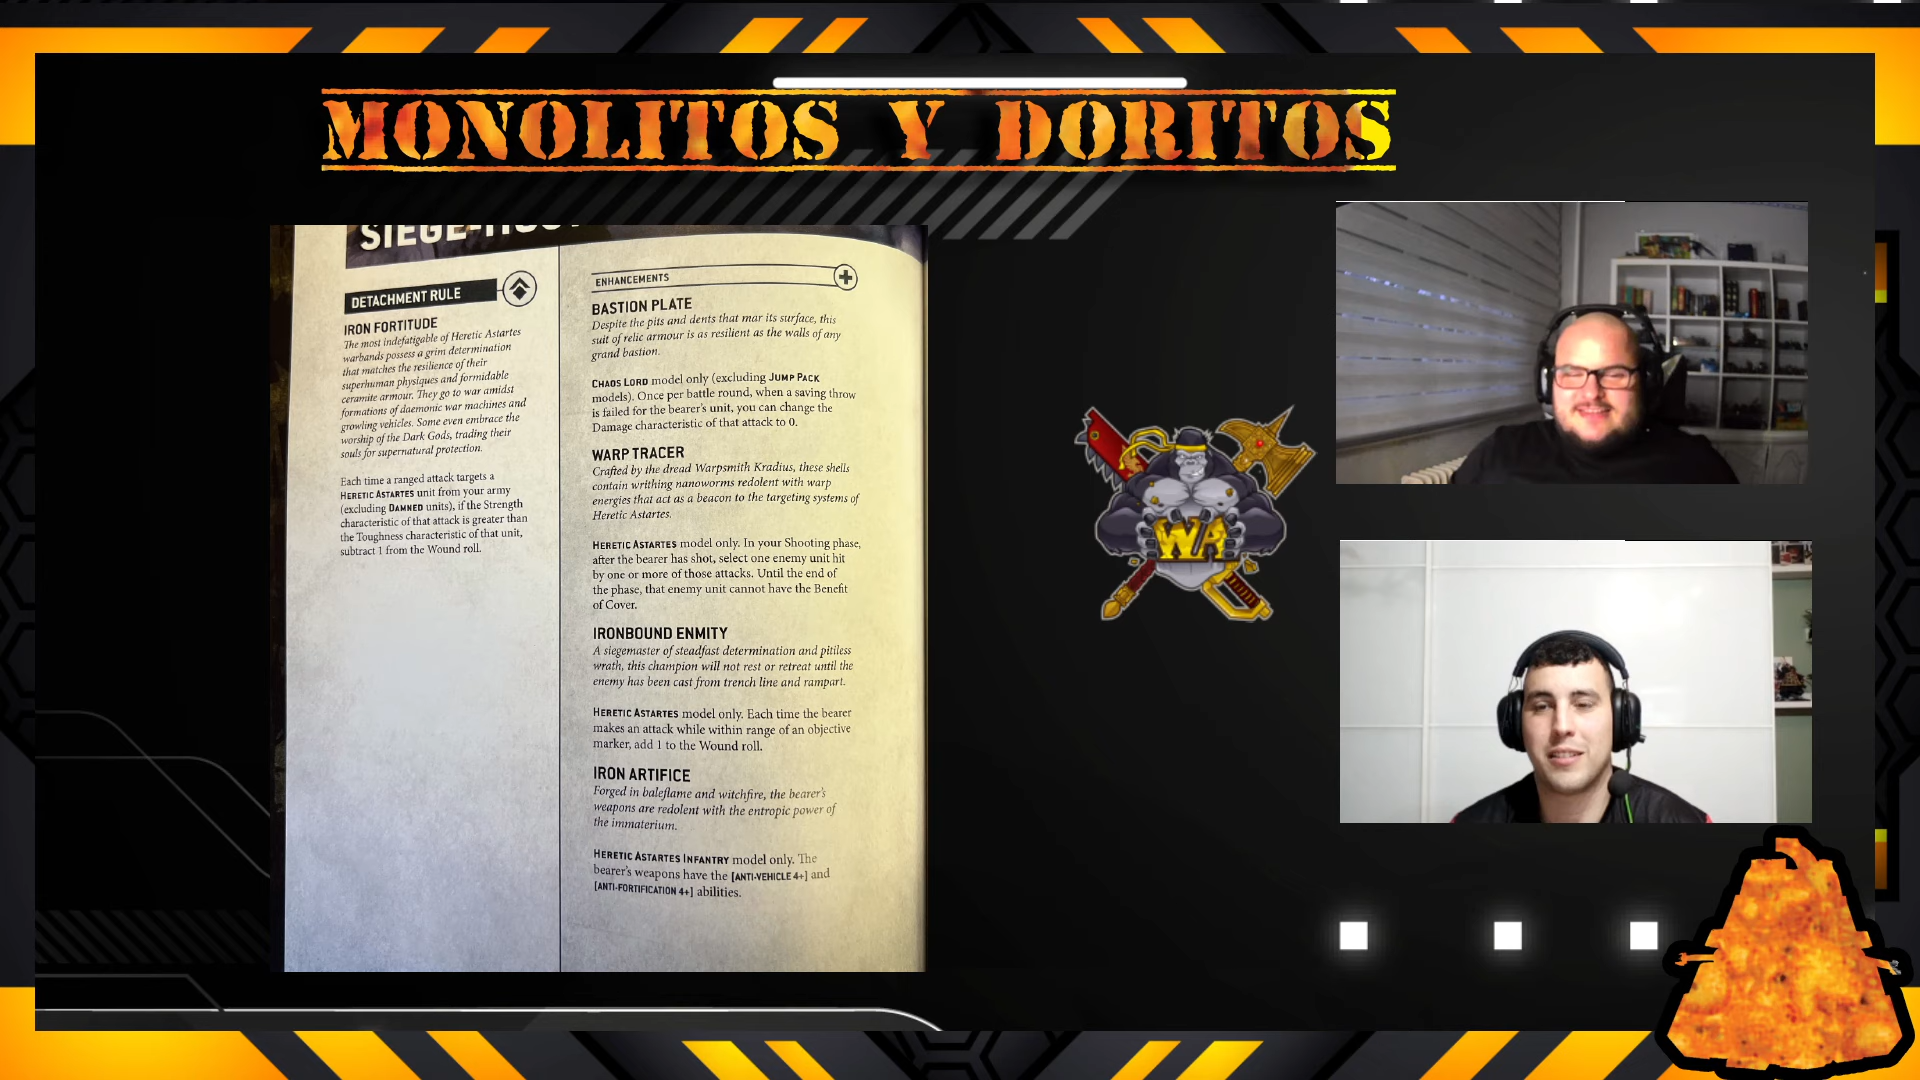 MONOLITOS Y DORITOS
DETACHMENT RULE
IRON FORTITUDE
The most indefatigable of Heretic Astartes
warbands possess a grim determination
that matches the resilience of their
superhuman physiques and formidable
ceramite armour. They go to war amidst
formations of daemonic war machines and
growling vehicles. Some even embrace the
worship of the Dark Gods, trading their
souls for supernatural protection.
Each time a ranged attack targets a
HERETIC ASTARTES unit from your army
(excluding DAMNED units), if the Strength
characteristic of that attack is greater than
the Toughness characteristic of that unit,
subtract 1 from the Wound roll.
ENHANCEMENTS
BASTION PLATE
Despite the pits and dents that mar its surface, this
suit of relic armour is as resilient as the walls of any
grand bastion.
CHAOS LORD model only (excluding JUMP PACK
models). Once per battle round, when a saving throw
is failed for the bearer's unit, you can change the
Damage characteristic of that attack to 0.
WARP TRACER
Crafted by the dread Warpsmith Kradius, these shells
contain writhing nanoworms redolent with warp
energies that act as a beacon to the targeting systems of
Heretic Astartes.
HERETIC ASTARTES model only. In your Shooting phase,
after the bearer has shot, select one enemy unit hit
by one or more of those attacks. Until the end of
the phase, that enemy unit cannot have the Benefit
of Cover.
IRONBOUND ENMITY
A siegemaster of steadfast determination and pitiless
wrath, this champion will not rest or retreat until the
enemy has been cast from trench line and rampart.
HERETIC ASTARTES model only. Each time the bearer
makes an attack while within range of an objective
marker, add 1 to the Wound roll.
IRON ARTIFICE
Forged in baleflame and witchfire, the bearer's
weapons are redolent with the entropic power of
the immaterium.
HERETIC ASTARTES INFANTRY model only. The
bearer's weapons have the [ANTI-VEHICLE 4+] and
[ANTI-FORTIFICATION 4+] abilities.